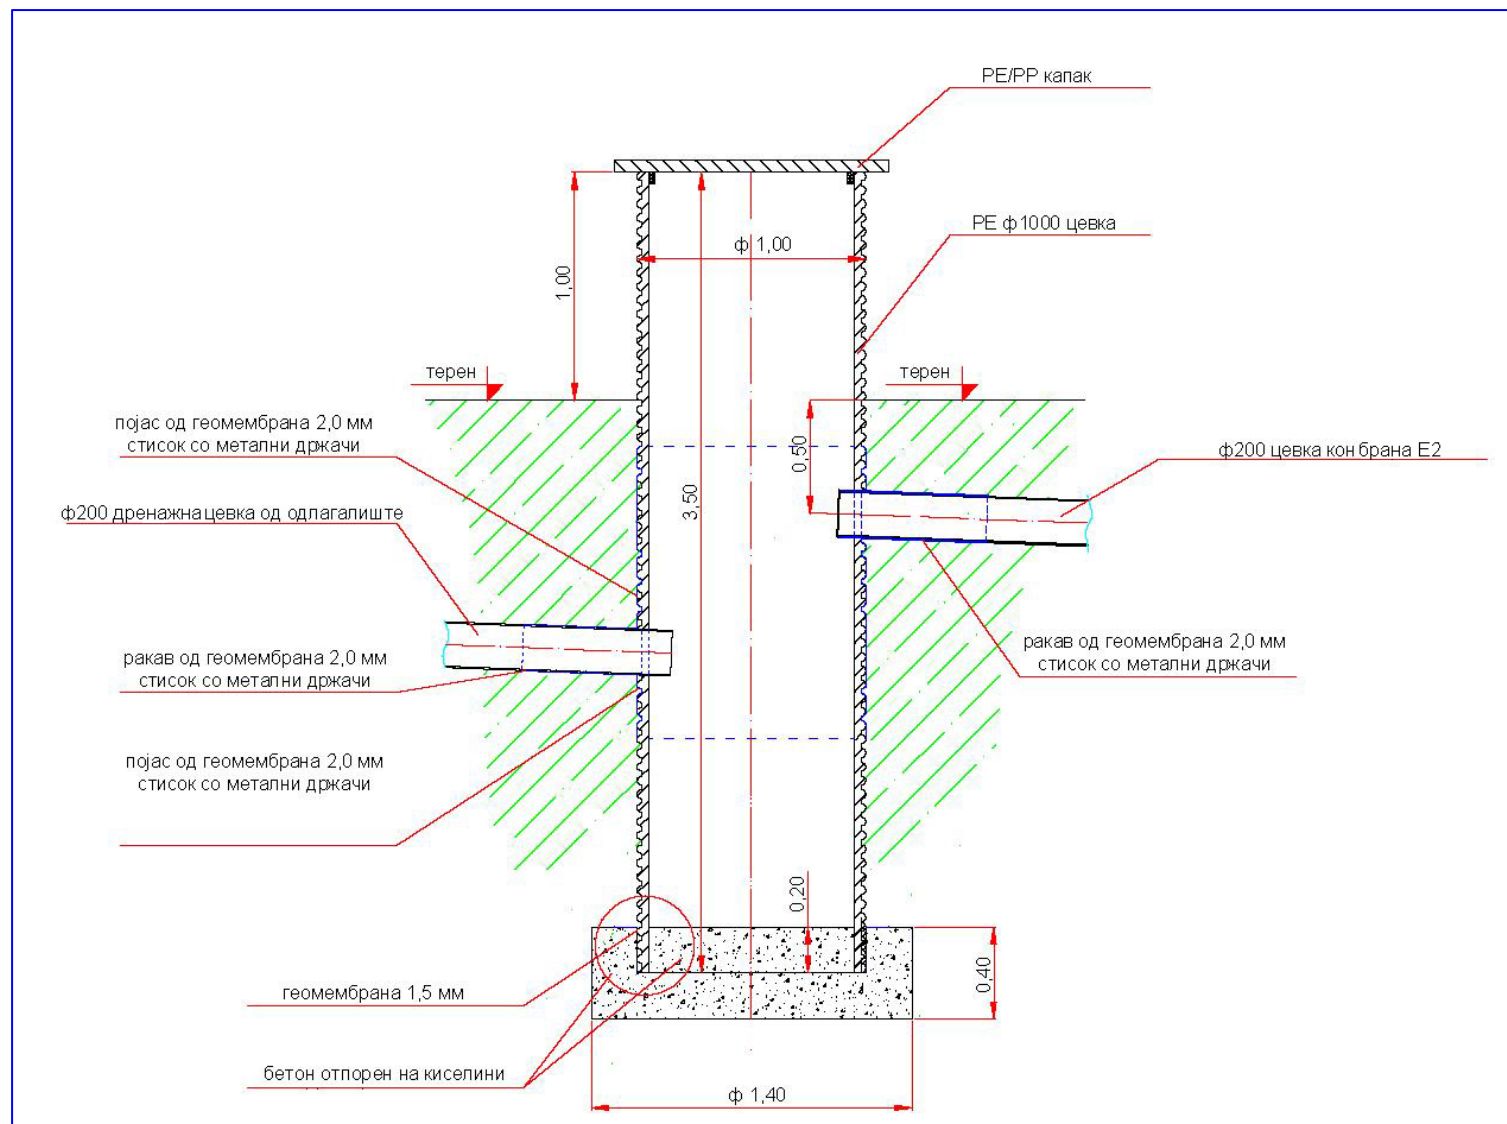 PE/PP капак
PE ф1000 цевка
ф 1,00
1,00
терен
терен
појас од геомембрана 2,0 мм
стисок со метални држачи
0,50
ф200 цевка кон брана Е2
3,50
ф200 дренажна цевка од одлагалиште
ракав од геомембрана 2,0 мм
стисок со метални држачи
ракав од геомембрана 2,0 мм
стисок со метални држачи
појас од геомембрана 2,0 мм
стисок со метални држачи
0,20
0,40
геомембрана 1,5 мм
бетон отпорен на киселини
ф 1,40